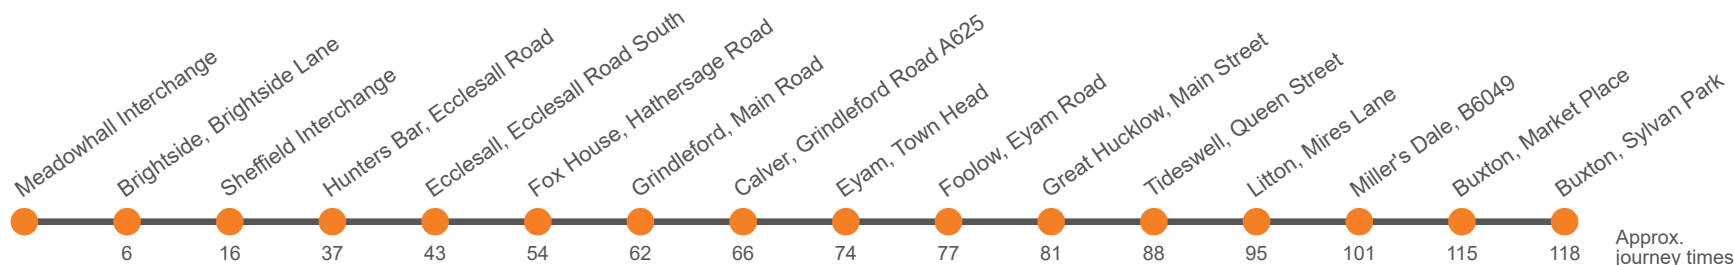 Meadowhall Interchange
Brightside, Brightside Lane
Sheffield Interchange
Hunters Bar, Ecclesall Road
Ecclesall, Ecclesall Road South
Fox House, Hathersage Road
Grindleford, Main Road
Calver, Grindleford Road A625
Eyam, Town Head
Foolow, Eyam Road
Great Hucklow, Main Street
Tideswell, Queen Street
Litton, Mires Lane
Miller's Dale, B6049
Buxton, Market Place
Buxton, Sylvan Park
6 16 37 43 54 62 66 74 77 81 88 95 101 115 118
Approx.
journey times